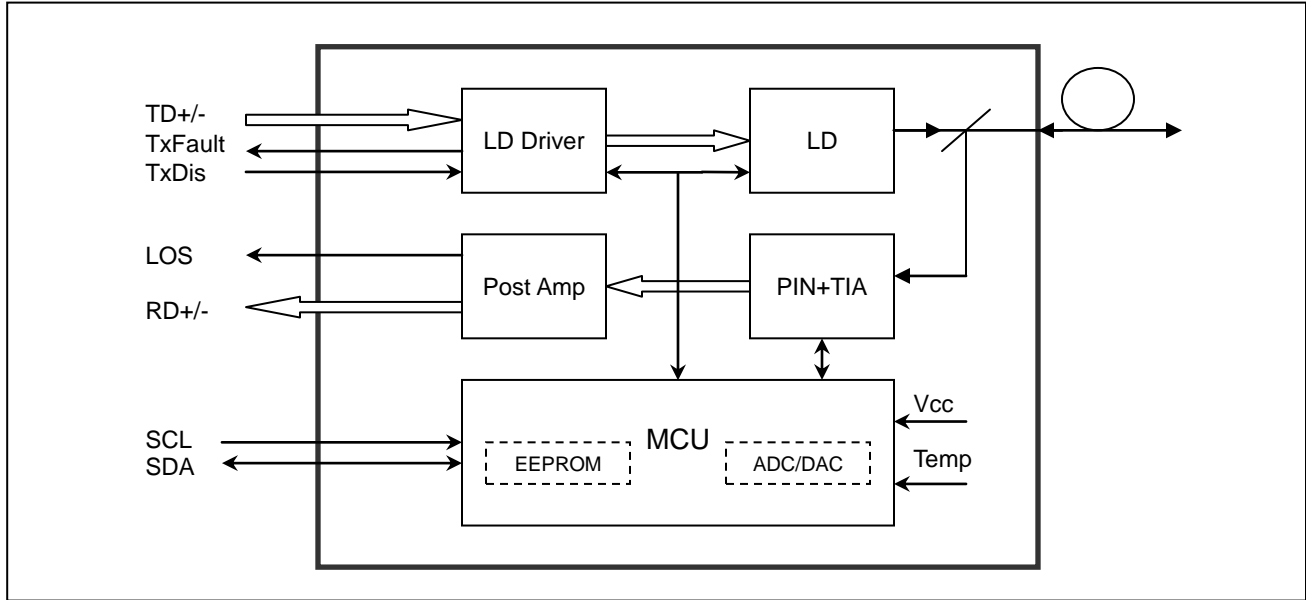 TD+/-
TxFault
TxDis
LD Driver
LD
LOS
RD+/-
Post Amp
PIN+TIA
SCL
SDA
MCU
EEPROM
ADC/DAC
Vcc
Temp